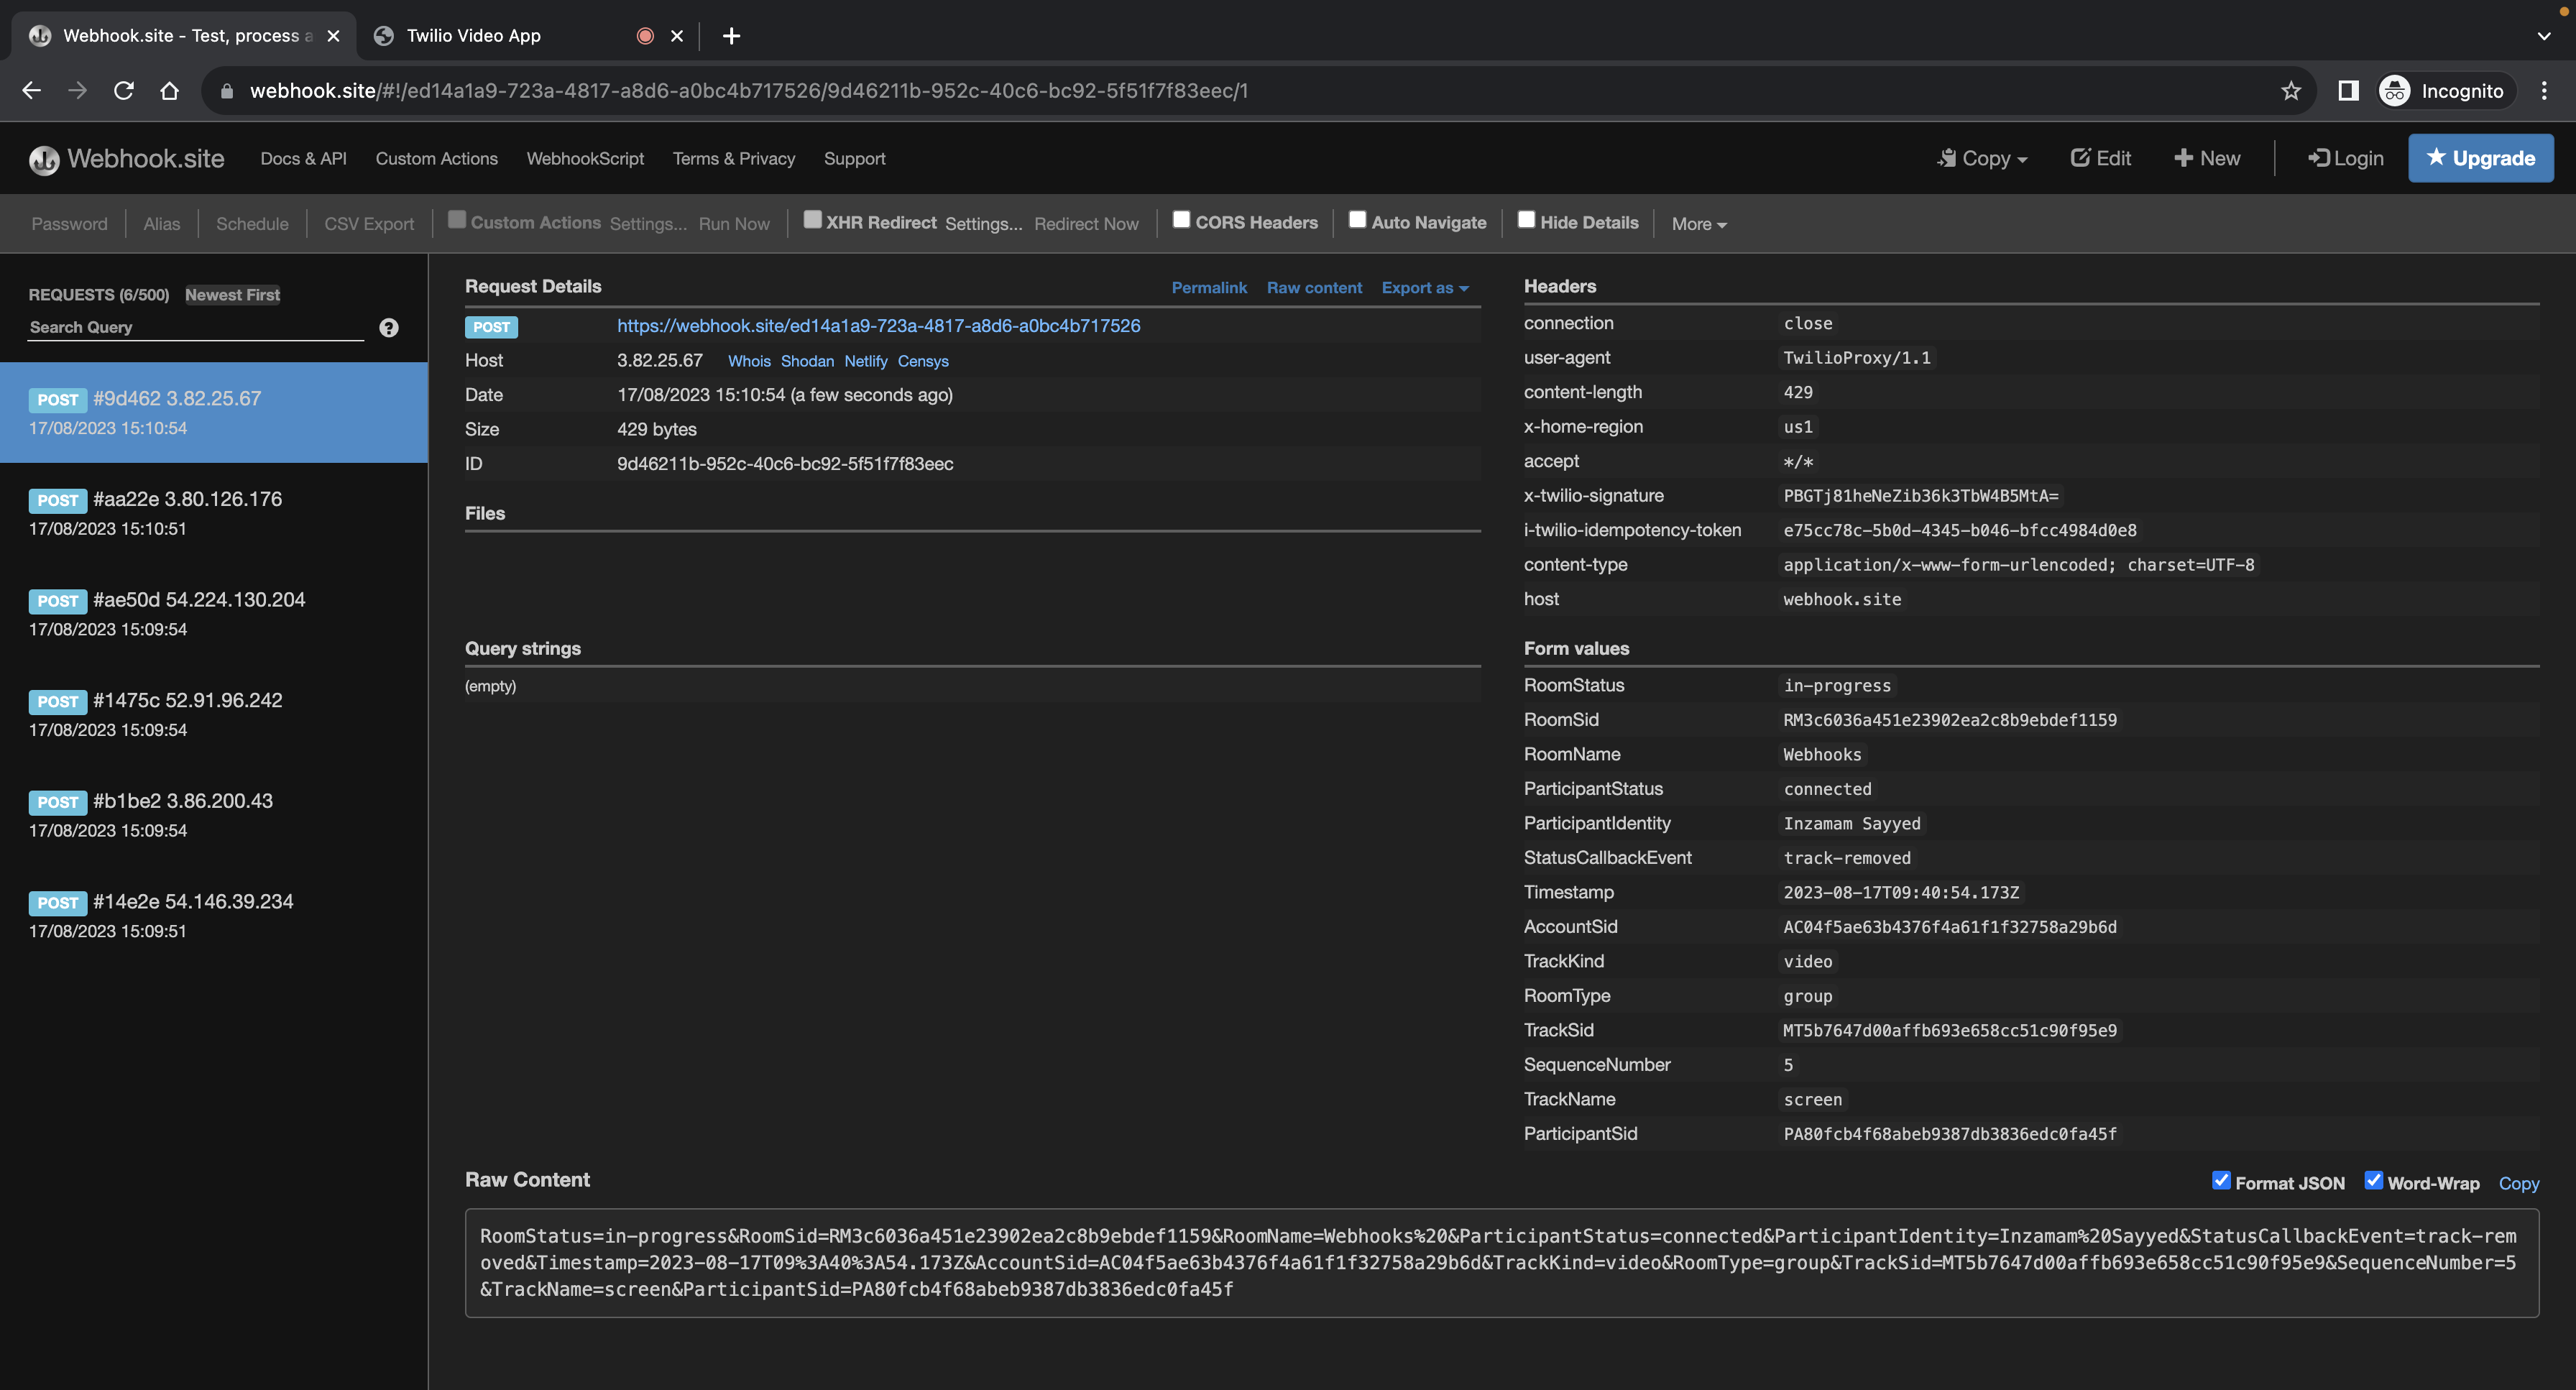 Webhook.site - Test, process a
Twilio Video App
webhook.site/#!/ed14a1a9-723a-4817-a8d6-a0bc4b717526/9d46211b-952c-40c6-bc92-5f51f7f83eec/1
Incognito
Webhook.site Docs & API Custom Actions WebhookScript Terms & Privacy Support Copy Edit New Login Upgrade
Password Alias Schedule CSV Export Custom Actions Settings... Run Now XHR Redirect Settings... Redirect Now CORS Headers Auto Navigate Hide Details More
REQUESTS (6/500) Newest First
Search Query
POST #9d462 3.82.25.67
17/08/2023 15:10:54
POST #aa22e 3.80.126.176
17/08/2023 15:10:51
POST #ae50d 54.224.130.204
17/08/2023 15:09:54
POST #1475c 52.91.96.242
17/08/2023 15:09:54
POST #b1be2 3.86.200.43
17/08/2023 15:09:54
POST #14e2e 54.146.39.234
17/08/2023 15:09:51
Request Details Permalink Raw content Export as
POST https://webhook.site/ed14a1a9-723a-4817-a8d6-a0bc4b717526
Host 3.82.25.67 Whois Shodan Netlify Censys
Date 17/08/2023 15:10:54 (a few seconds ago)
Size 429 bytes
ID 9d46211b-952c-40c6-bc92-5f51f7f83eec
Files
Query strings
(empty)
Headers
connection close
user-agent TwilioProxy/1.1
content-length 429
x-home-region us1
accept */*
x-twilio-signature PBGTj81heNeZib36k3TbW4B5MtA=
i-twilio-idempotency-token e75cc78c-5b0d-4345-b046-bfcc4984d0e8
content-type application/x-www-form-urlencoded; charset=UTF-8
host webhook.site
Form values
RoomStatus in-progress
RoomSid RM3c6036a451e23902ea2c8b9ebdef1159
RoomName Webhooks
ParticipantStatus connected
ParticipantIdentity Inzamam Sayyed
StatusCallbackEvent track-removed
Timestamp 2023-08-17T09:40:54.173Z
AccountSid AC04f5ae63b4376f4a61f1f32758a29b6d
TrackKind video
RoomType group
TrackSid MT5b7647d00affb693e658cc51c90f95e9
SequenceNumber 5
TrackName screen
ParticipantSid PA80fcb4f68abeb9387db3836edc0fa45f
Raw Content Format JSON Word-Wrap Copy
RoomStatus=in-progress&RoomSid=RM3c6036a451e23902ea2c8b9ebdef1159&RoomName=Webhooks%20&ParticipantStatus=connected&ParticipantIdentity=Inzamam%20Sayyed&StatusCallbackEvent=track-rem
oved&Timestamp=2023-08-17T09%3A40%3A54.173Z&AccountSid=AC04f5ae63b4376f4a61f1f32758a29b6d&TrackKind=video&RoomType=group&TrackSid=MT5b7647d00affb693e658cc51c90f95e9&SequenceNumber=5
&TrackName=screen&ParticipantSid=PA80fcb4f68abeb9387db3836edc0fa45f